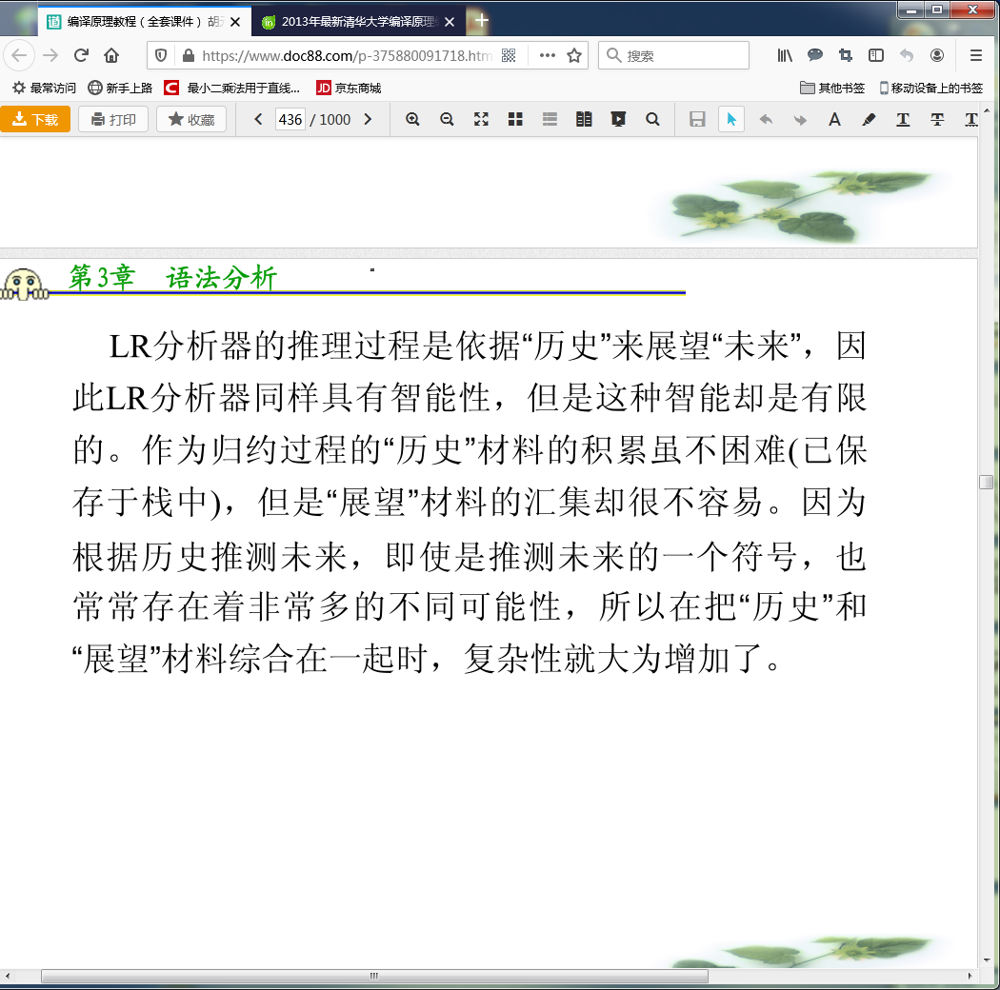 编译原理教程（全套课件）胡
2013年最新清华大学编译原理
https://www.doc88.com/p-375880091718.htm
搜索
最常访问
新手上路
C
最小二乘法用于直线...
JD
京东商城
其他书签
移动设备上的书签
下载
打印
收藏
436 / 1000
A
T
T
T
第3章 语法分析
LR分析器的推理过程是依据“历史”来展望“未来”，因
此LR分析器同样具有智能性，但是这种智能却是有限
的。作为归约过程的“历史”材料的积累虽不困难(已保
存于栈中)，但是“展望”材料的汇集却很不容易。因为
根据历史推测未来，即使是推测未来的一个符号，也
常常存在着非常多的不同可能性，所以在把“历史”和
“展望”材料综合在一起时，复杂性就大为增加了。